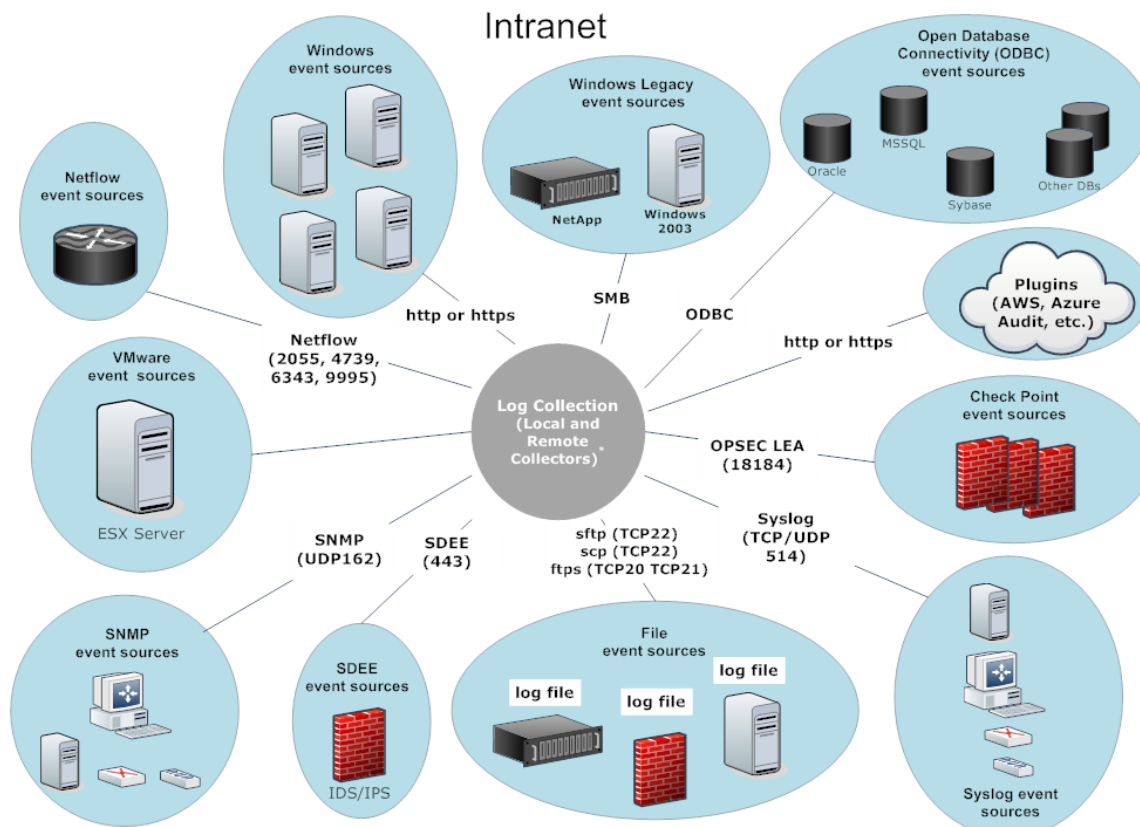 Intranet
Windows
event sources
Windows Legacy
event sources
NetApp
Windows
2003
Open Database
Connectivity (ODBC)
event sources
Oracle
MSSQL
Sybase
Other DBs
Netflow
event sources
http or https
SMB
ODBC
Plugins
(AWS, Azure
Audit, etc.)
http or https
Netflow
(2055, 4739,
6343, 9995)
VMware
event sources
ESX Server
Log Collection
(Local and
Remote
Collectors)*
OPSEC LEA
(18184)
Check Point
event sources
SNMP
(UDP162)
SDEE
(443)
sftp (TCP22)
scp (TCP22)
ftps (TCP20 TCP21)
Syslog
(TCP/UDP
514)
SNMP
event sources
SDEE
event sources
IDS/IPS
File
event sources
log file
log file
log file
Syslog event
sources